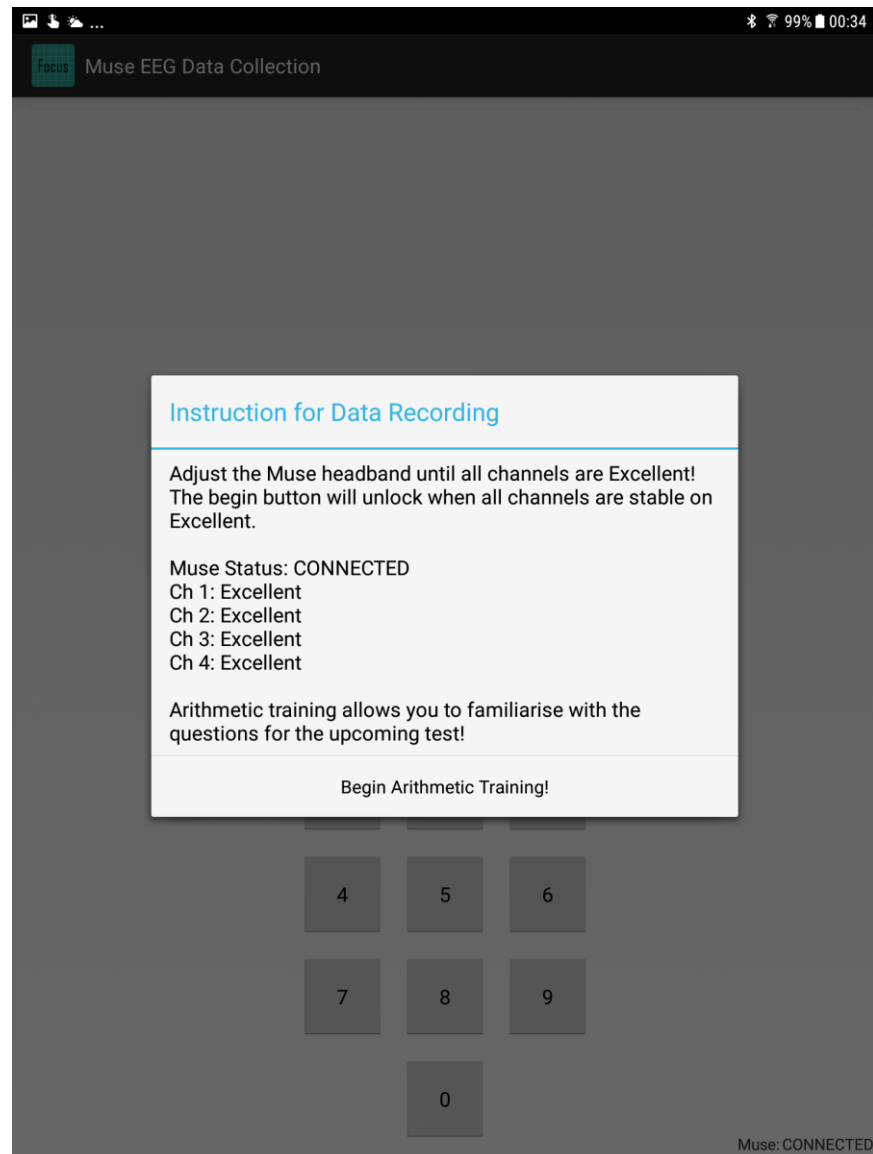 ... 99% 00:34
Focus Muse EEG Data Collection
Instruction for Data Recording
Adjust the Muse headband until all channels are Excellent!
The begin button will unlock when all channels are stable on
Excellent.
Muse Status: CONNECTED
Ch 1: Excellent
Ch 2: Excellent
Ch 3: Excellent
Ch 4: Excellent
Arithmetic training allows you to familiarise with the
questions for the upcoming test!
Begin Arithmetic Training!
4 5 6
7 8 9
0
Muse: CONNECTED